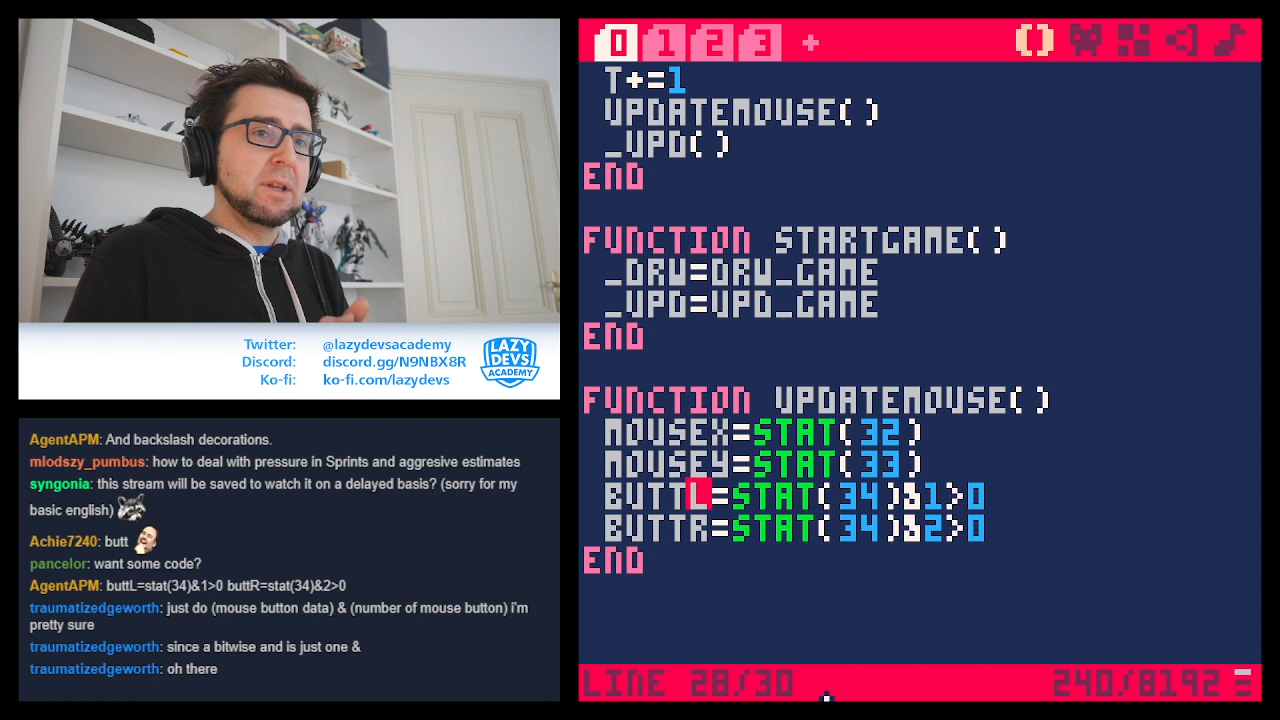 Twitter: @lazydevsacademy
Discord: discord.gg/N9NBX8R
Ko-fi: ko-fi.com/lazydevs
LAZY
DEVS
ACADEMY
AgentAPM: And backslash decorations.
mlodszy_pumbus: how to deal with pressure in Sprints and aggresive estimates
syngonia: this stream will be saved to watch it on a delayed basis? (sorry for my
basic english)
Achie7240: butt
pancelor: want some code?
AgentAPM: buttL=stat(34)&1>0 buttR=stat(34)&2>0
traumatizedgeworth: just do (mouse button data) & (number of mouse button) i'm
pretty sure
traumatizedgeworth: since a bitwise and is just one &
traumatizedgeworth: oh there
0 1 2 3 +
T+=1
UPDATEMOUSE()
_UPD()
END
FUNCTION STARTGAME()
_DRW=DRW_GAME
_UPD=UPD_GAME
END
FUNCTION UPDATEMOUSE()
MOUSEX=STAT(32)
MOUSEY=STAT(33)
BUTTL=STAT(34)&1>0
BUTTR=STAT(34)&2>0
END
LINE 28/30 240/8192